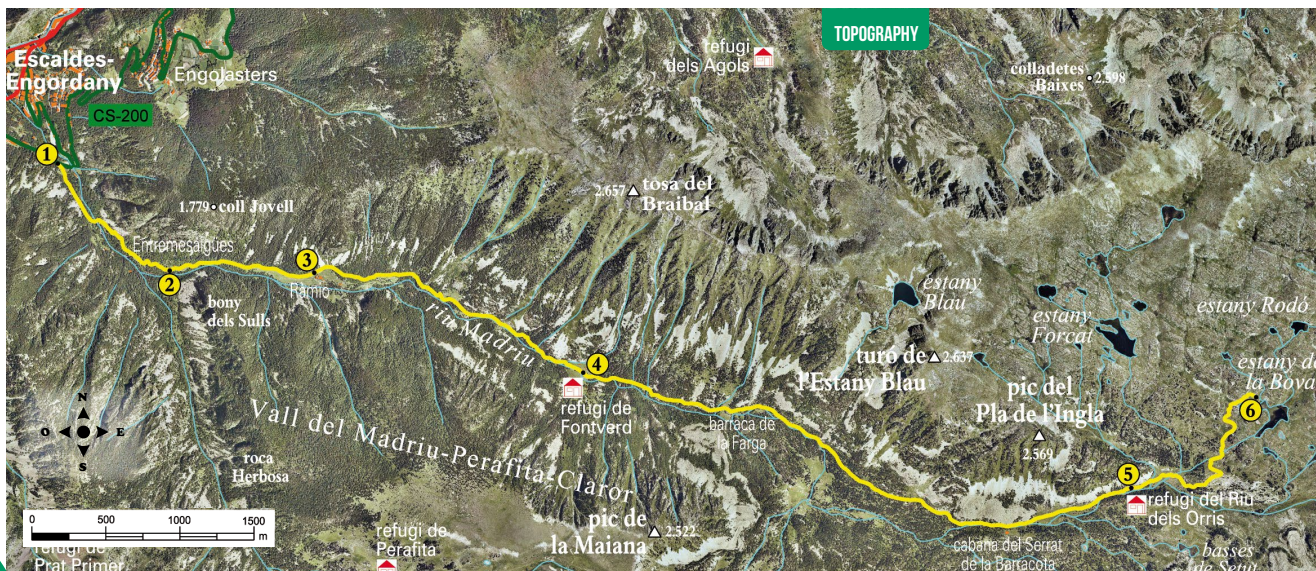 TOPOGRAPHY
Escaldes-
Engordany
Engolasters
CS-200
refugi
dels Agols
colladetes
Baixes
2.598
1
1.779
coll Jovell
2.657
tosa del
Braibal
Entremesaigues
2
3
Ràmio
bony
dels Sulls
riu Madriu
estany
Blau
estany
Forcat
estany Rodó
turó de
l'Estany Blau
2.637
estany de
la Bova
4
refugi de
Fontverd
pic del
Pla de l'Ingla
2.569
6
barraca de
la Farga
Vall del Madriu-Perafita-Claror
N
O
E
S
roca
Herbosa
5
refugi del Riu
dels Orris
0
500
1000
1500
m
refugi de
Perafita
pic de
la Maiana
2.522
cabana del Serrat
de la Barracota
basses
de Setut
refugi de
Prat Primer